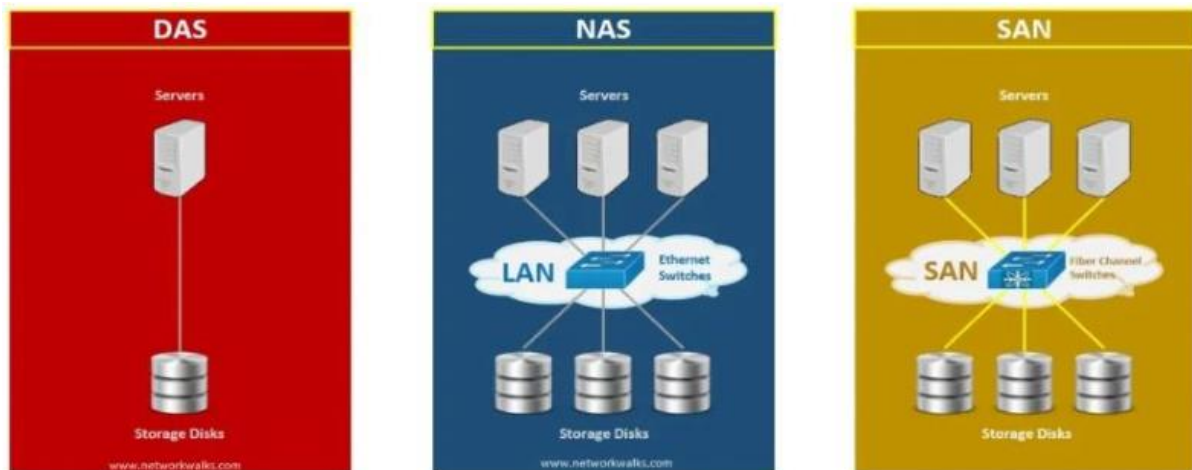 DAS
Servers
Storage Disks
www.networkwalks.com
NAS
Servers
LAN
Ethernet
Switches
Storage Disks
www.networkwalks.com
SAN
Servers
SAN
Fiber Channel
Switches
Storage Disks